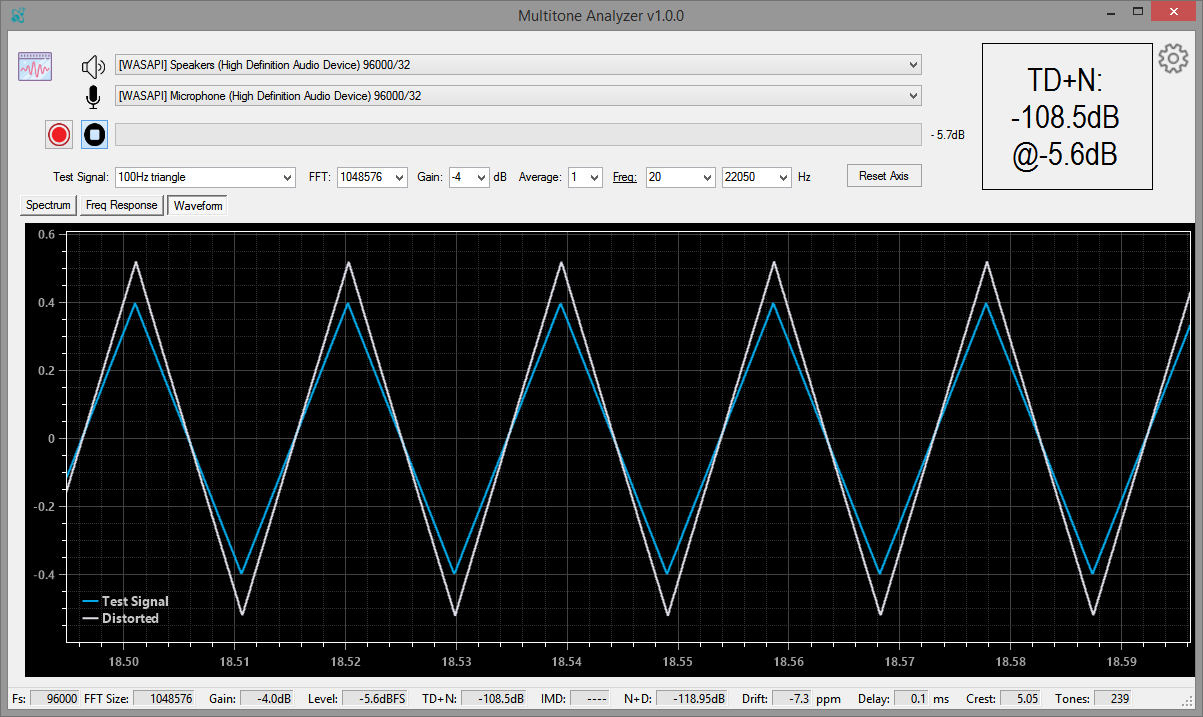 Multitone Analyzer v1.0.0
[WASAPI] Speakers (High Definition Audio Device) 96000/32
[WASAPI] Microphone (High Definition Audio Device) 96000/32
- 5.7dB
TD+N:
-108.5dB
@-5.6dB
Test Signal: 100Hz triangle FFT: 1048576 Gain: -4 dB Average: 1 Freq: 20 22050 Hz Reset Axis
Spectrum Freq Response Waveform
0.6
0.4
0.2
0
-0.2
-0.4
Test Signal
Distorted
18.50 18.51 18.52 18.53 18.54 18.55 18.56 18.57 18.58 18.59
Fs: 96000 FFT Size: 1048576 Gain: -4.0dB Level: -5.6dBFS TD+N: -108.5dB IMD: ---- N+D: -118.95dB Drift: -7.3 ppm Delay: 0.1 ms Crest: 5.05 Tones: 239